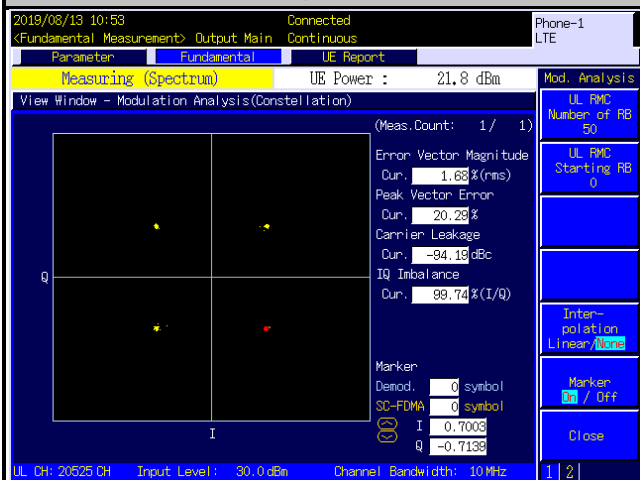 2019/08/13 10:53 Connected Phone-1
<Fundamental Measurement> Output Main Continuous LTE
Parameter Fundamental UE Report
Measuring (Spectrum) UE Power : 21.8 dBm Mod. Analysis
View Window - Modulation Analysis(Constellation)
UL RMC
Number of RB
50
(Meas.Count: 1/ 1)
Error Vector Magnitude
Cur. 1.68 %(rms)
Peak Vector Error
Cur. 20.29 %
Carrier Leakage
Cur. -94.19 dBc
IQ Imbalance
Cur. 99.74 %(I/Q)
UL RMC
Starting RB
0
Q
I
Inter-
polation
Linear/None
Marker
Demod. 0 symbol
SC-FDMA 0 symbol
I 0.7003
Q -0.7139
Marker
On / Off
Close
UL CH: 20525 CH Input Level: 30.0 dBm Channel Bandwidth: 10 MHz 1 2